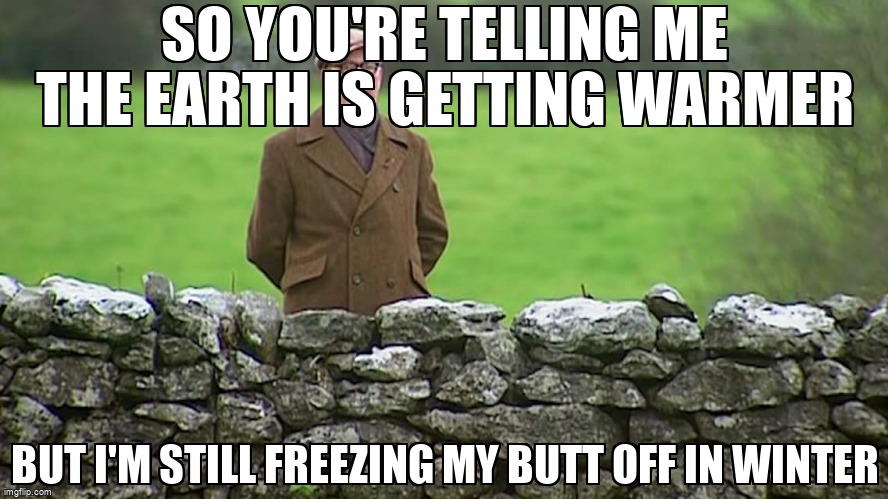 SO YOU'RE TELLING ME
THE EARTH IS GETTING WARMER
BUT I'M STILL FREEZING MY BUTT OFF IN WINTER
imgflip.com